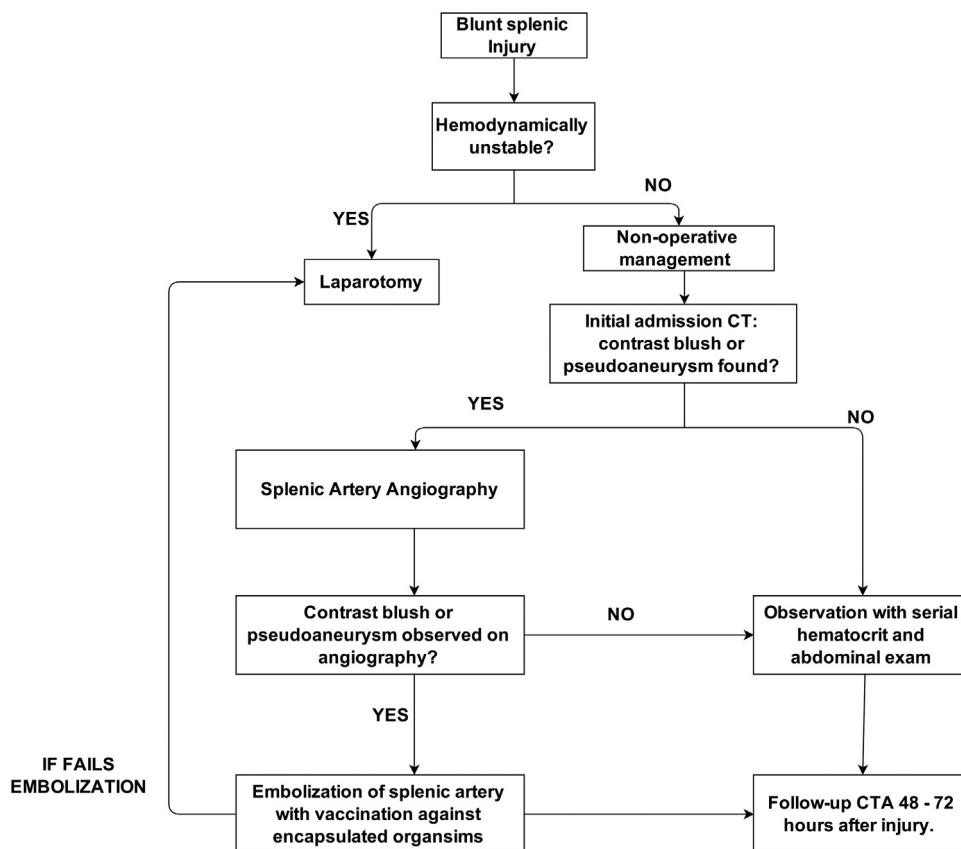 Blunt splenic
Injury
Hemodynamically
unstable?
NO
YES
Non-operative
management
Laparotomy
Initial admission CT:
contrast blush or
pseudoaneurysm found?
YES
NO
Splenic Artery Angiography
Contrast blush or
pseudoaneurysm observed on
angiography?
NO
Observation with serial
hematocrit and
abdominal exam
YES
IF FAILS
EMBOLIZATION
Embolization of splenic artery
with vaccination against
encapsulated organsims
Follow-up CTA 48 - 72
hours after injury.